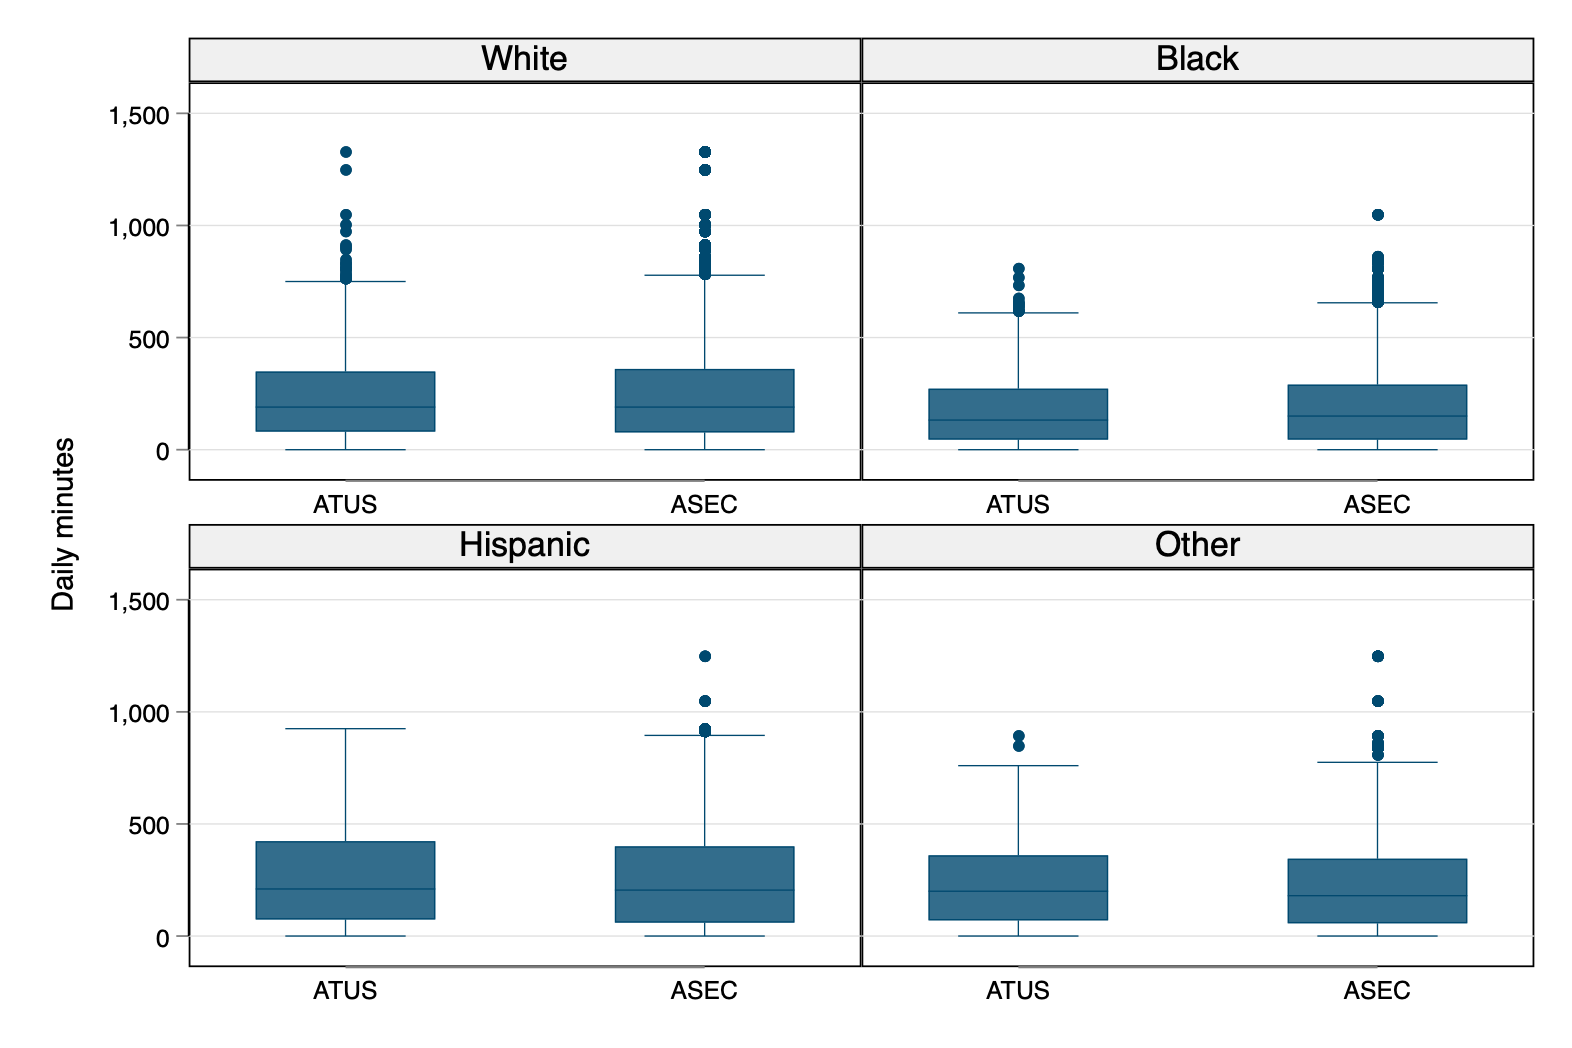 White
Black
1,500
1,000
500
0
ATUS
ASEC
ATUS
ASEC
Daily minutes
Hispanic
Other
1,500
1,000
500
0
ATUS
ASEC
ATUS
ASEC